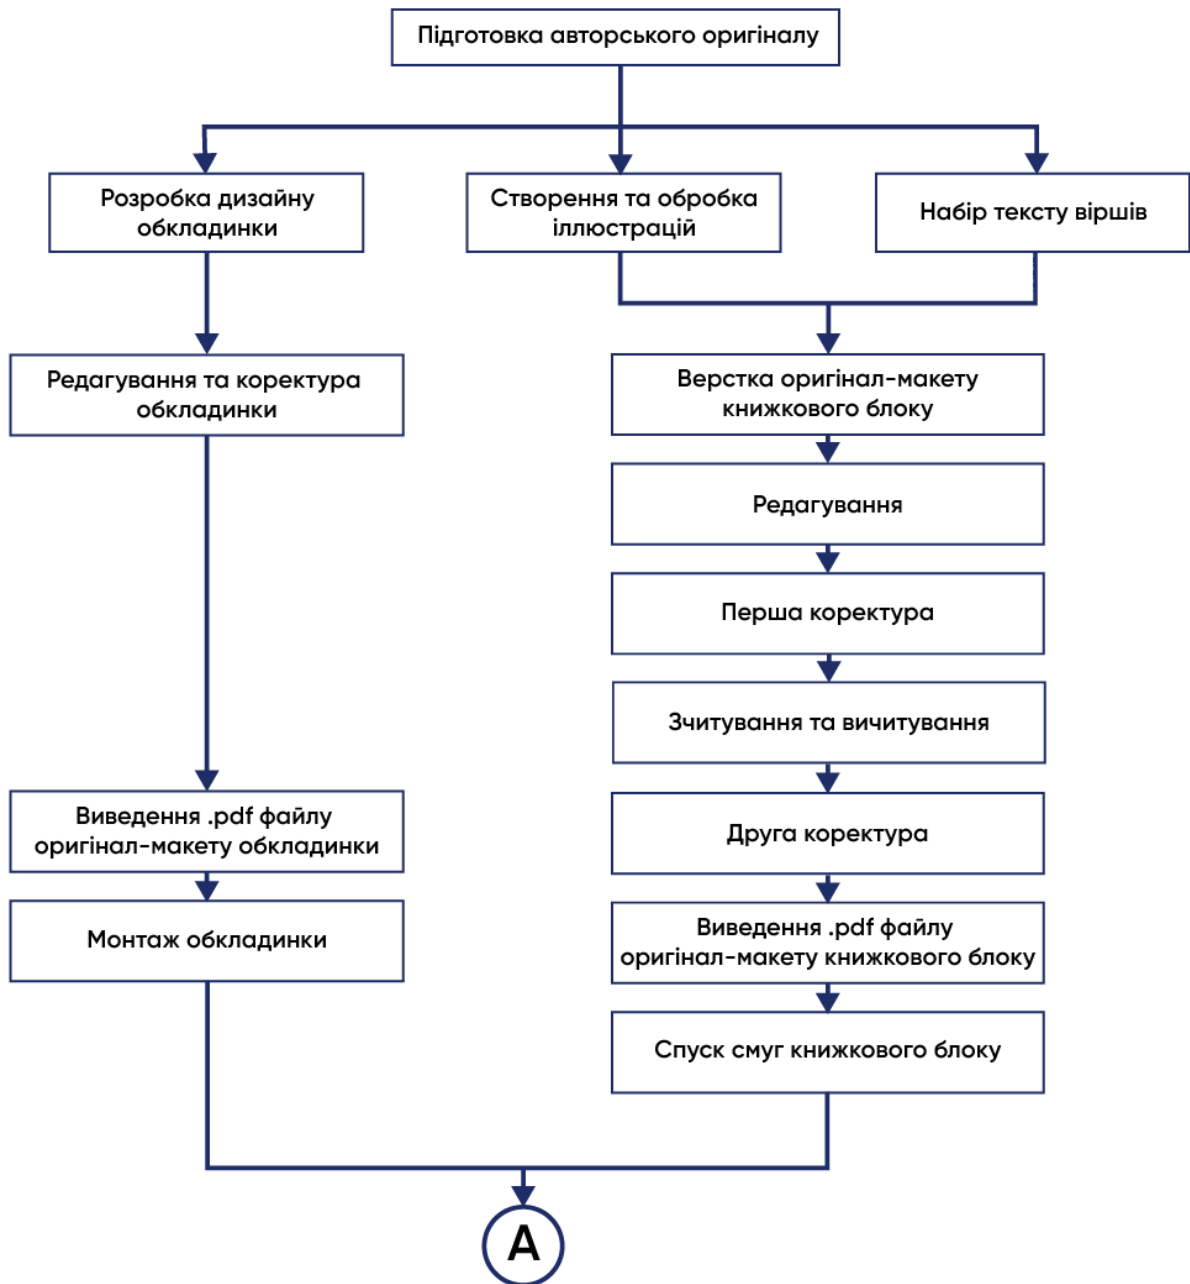 Підготовка авторського оригіналу
Розробка дизайну
обкладинки
Створення та обробка
іллюстрацій
Набір тексту віршів
Редагування та коректура
обкладинки
Верстка оригінал-макету
книжкового блоку
Редагування
Перша коректура
Зчитування та вичитування
Виведення .pdf файлу
оригінал-макету обкладинки
Друга коректура
Монтаж обкладинки
Виведення .pdf файлу
оригінал-макету книжкового блоку
Спуск смуг книжкового блоку
А